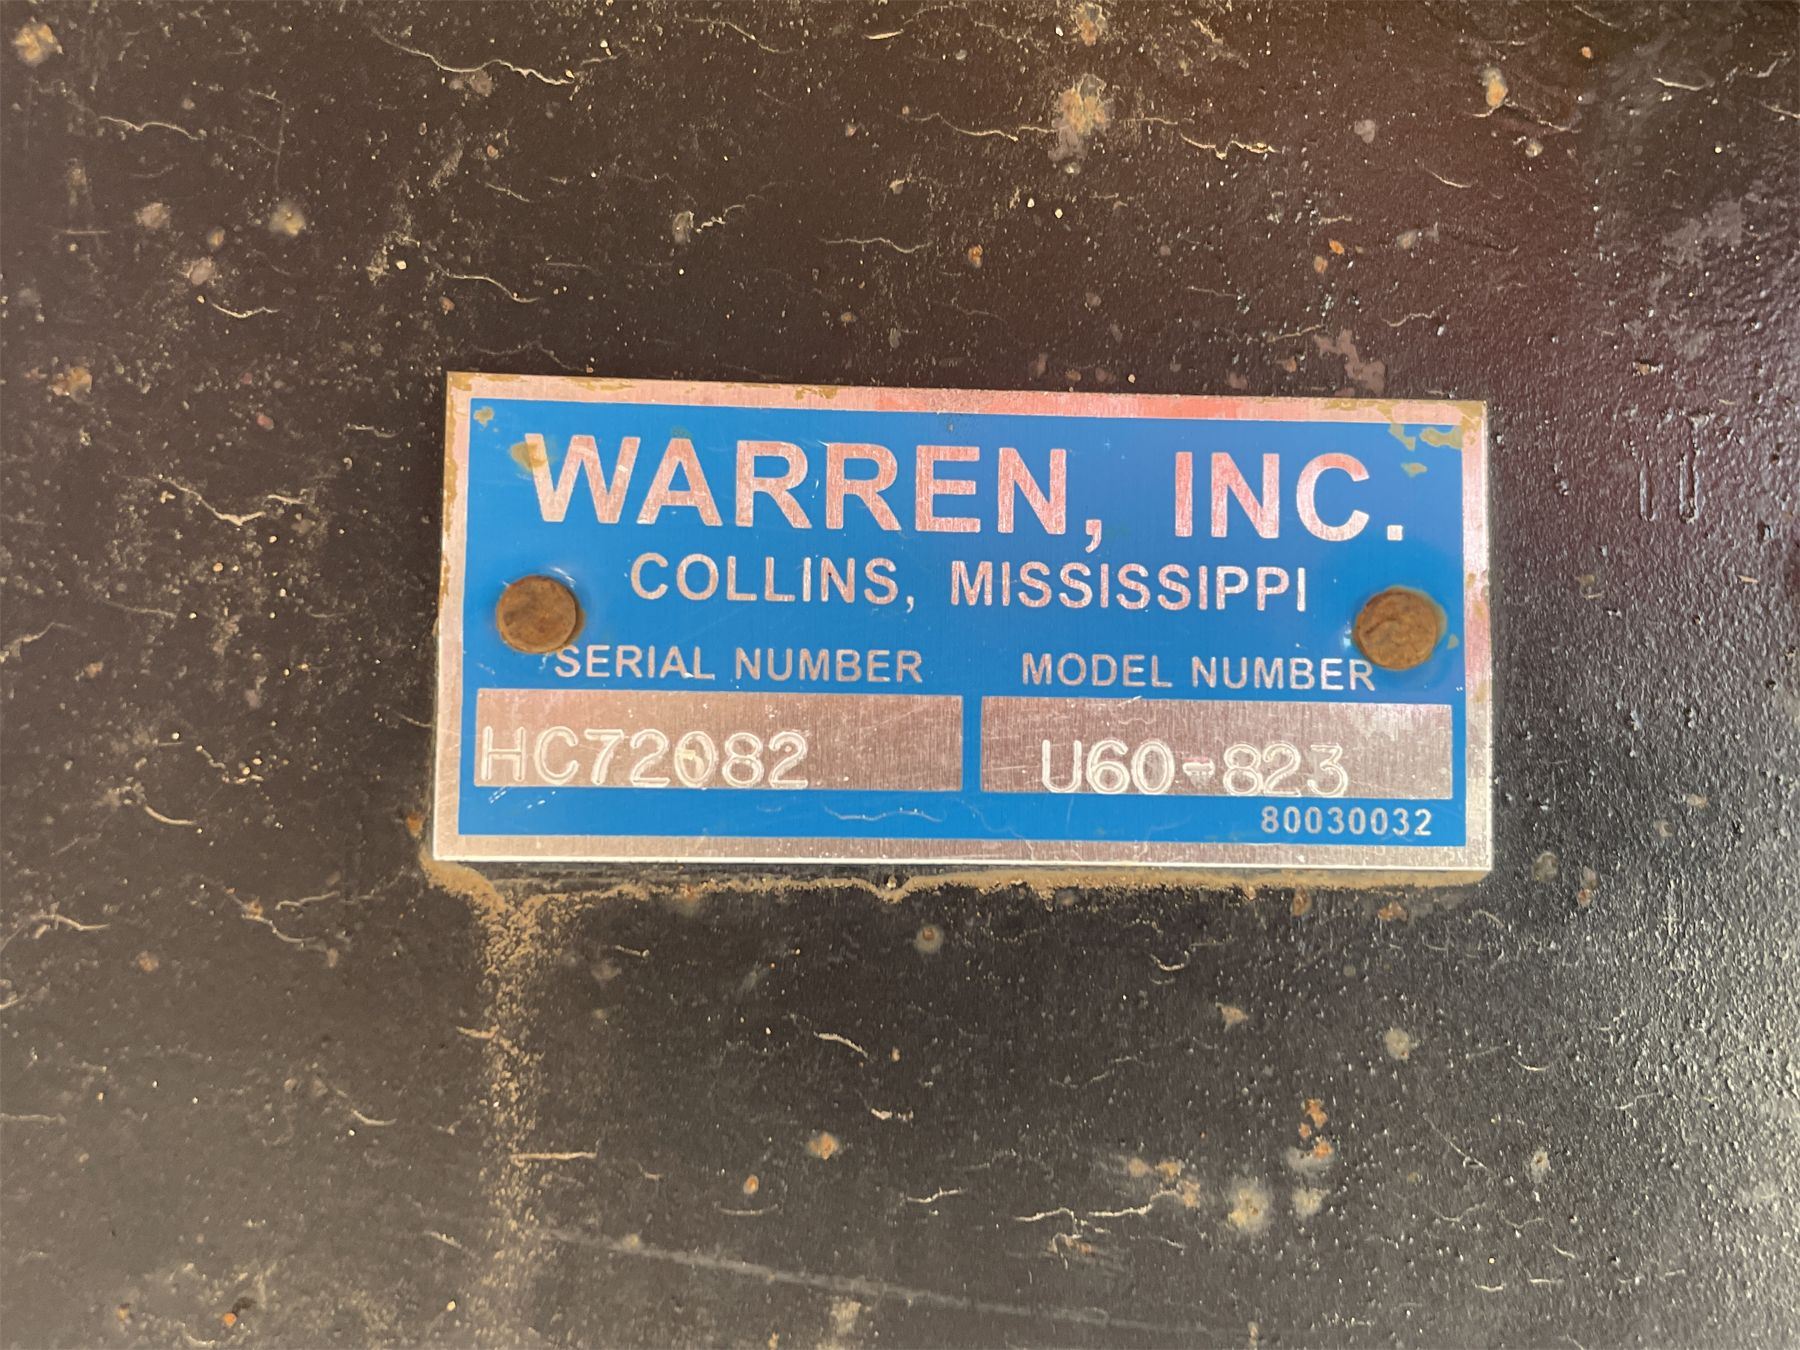 WARREN, INC.
COLLINS, MISSISSIPPI
SERIAL NUMBER MODEL NUMBER
HC72082 U60-823
80030032